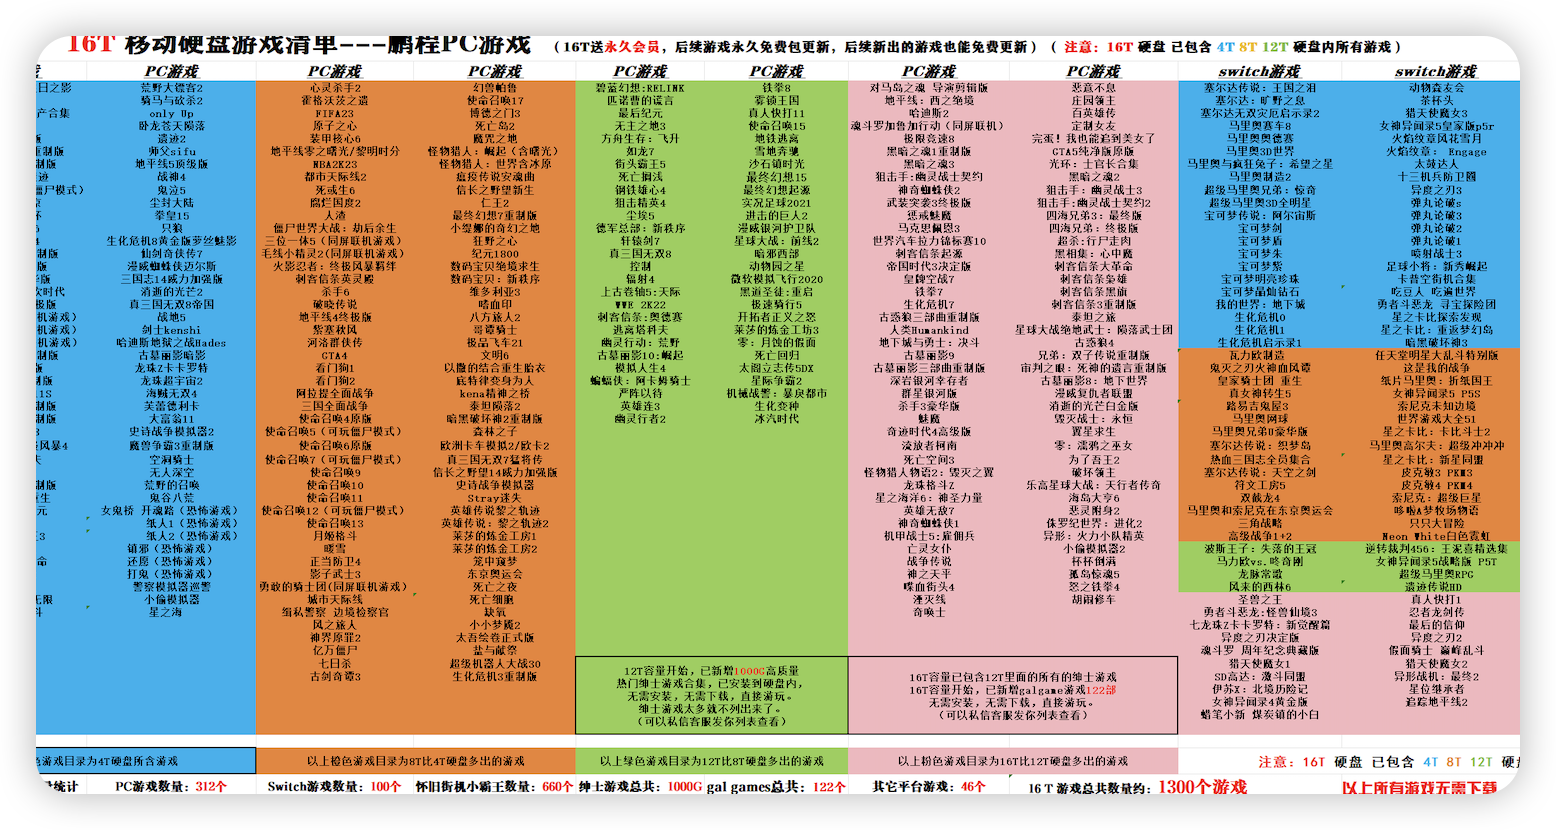 16T 移动硬盘游戏清单---鹏程PC游戏
(16T送永久会员，后续游戏永久免费包更新，后续新出的游戏也能免费更新)
(注意：16T 硬盘 已包含 4T 8T 12T 硬盘内所有游戏)
PC游戏
荒野大镖客2
骑马与砍杀2
only Up
卧龙苍天陨落
遗迹2
师父sifu
地平线5顶级版
战神4
鬼泣5
尘封大陆
拳皇15
只狼
生化危机8黄金版萝丝魅影
仙剑奇侠传7
漫威蜘蛛侠迈尔斯
三国志14威力加强版
消逝的光芒2
真三国无双8帝国
战地5
剑士kenshi
哈迪斯地狱之战Hades
古墓丽影暗影
龙珠Z卡卡罗特
龙珠超宇宙2
海贼无双4
芙蕾德利卡
大富翁11
史诗战争模拟器2
魔兽争霸3重制版
空洞骑士
无人深空
荒野的召唤
鬼谷八荒
女鬼桥 开魂路（恐怖游戏）
纸人1（恐怖游戏）
纸人2（恐怖游戏）
镇邪（恐怖游戏）
还愿（恐怖游戏）
打鬼（恐怖游戏）
警察模拟器巡警
小偷模拟器
星之海
PC游戏
心灵杀手2
霍格沃茨之遗
FIFA23
原子之心
装甲核心6
地平线零之曙光/黎明时分
NBA2K23
都市天际线2
死或生6
腐烂国度2
人渣
僵尸世界大战：劫后余生
三位一体5（同屏联机游戏）
毛线小精灵2(同屏联机游戏）
火影忍者：终极风暴羁绊
刺客信条英灵殿
杀手6
破晓传说
地平线4终极版
紫塞秋风
河洛群侠传
GTA4
看门狗1
看门狗2
阿拉提全面战争
三国全面战争
使命召唤4原版
使命召唤5（可玩僵尸模式）
使命召唤6原版
使命召唤7（可玩僵尸模式）
使命召唤9
使命召唤10
使命召唤11
使命召唤12（可玩僵尸模式）
使命召唤13
月姬格斗
暖雪
正当防卫4
影子武士3
勇敢的骑士团(同屏联机游戏）
城市天际线
缉私警察 边境检察官
风之旅人
神界原罪2
亿万僵尸
七日杀
古剑奇谭3
PC游戏
幻兽帕鲁
使命召唤17
博德之门3
死亡岛2
魔咒之地
怪物猎人：崛起（含曙光）
怪物猎人：世界含冰原
瘟疫传说安魂曲
信长之野望新生
仁王2
最终幻想7重制版
小缇娜的奇幻之地
狂野之心
纪元1800
数码宝贝绝境求生
数码宝贝：新秩序
维多利亚3
嗜血印
八方旅人2
哥谭骑士
极品飞车21
文明6
以撒的结合重生胎衣
底特律变身为人
kena精神之桥
泰坦陨落2
暗黑破坏神2重制版
森林之子
欧洲卡车模拟2/欧卡2
真三国无双7猛将传
信长之野望14威力加强版
史诗战争模拟器
Stray迷失
英雄传说黎之轨迹
英雄传说：黎之轨迹2
莱莎的炼金工房1
莱莎的炼金工房2
笼中窥梦
东京奥运会
死亡之夜
死亡细胞
缺氧
小小梦魇2
太吾绘卷正式版
盐与献祭
超级机器人大战30
生化危机3重制版
PC游戏
碧蓝幻想:RELINK
匹诺曹的谎言
最后纪元
无主之地3
方舟生存：飞升
如龙7
街头霸王5
死亡搁浅
钢铁雄心4
狙击精英4
尘埃5
德军总部：新秩序
轩辕剑7
真三国无双8
控制
辐射4
上古卷轴5:天际
WWE 2K22
刺客信条：奥德赛
逃离塔科夫
幽灵行动：荒野
古墓丽影10:崛起
模拟人生4
蝙蝠侠：阿卡姆骑士
严阵以待
英雄连3
幽灵行者2
PC游戏
铁拳8
雾锁王国
真人快打11
使命召唤15
地铁逃离
雪地奔驰
沙石镇时光
最终幻想15
最终幻想起源
实况足球2021
进击的巨人2
漫威银河护卫队
星球大战：前线2
暗邪西部
动物园之星
微软模拟飞行2020
黑道圣徒:重启
极速骑行5
开拓者正义之怒
莱莎的炼金工坊3
零：月蚀的假面
死亡回归
太阁立志传5DX
星际争霸2
机械战警：暴戾都市
生化变种
冰汽时代
12T容量开始，已新增1000G高质量
热门绅士游戏合集，已安装到硬盘内，
无需安装，无需下载，直接游玩。
绅士游戏太多就不列出来了。
（可以私信客服发你列表查看）
PC游戏
对马岛之魂 导演剪辑版
地平线：西之绝境
哈迪斯2
魂斗罗加鲁加行动（同屏联机）
极限竞速8
黑暗之魂1重制版
黑暗之魂3
狙击手：幽灵战士契约
神奇蜘蛛侠2
武装突袭3终极版
惩戒魅魔
马克思佩恩3
世界汽车拉力锦标赛10
刺客信条起源
帝国时代3决定版
皇牌空战7
铁拳7
生化危机7
古惑狼三部曲重制版
人类Humankind
地下城与勇士：决斗
古墓丽影9
古墓丽影三部曲重制版
深岩银河幸存者
群星银河版
杀手3豪华版
魅魔
奇迹时代4高级版
流放者柯南
死亡空间3
怪物猎人物语2：毁灭之翼
龙珠格斗Z
星之海洋6：神圣力量
英雄无敌7
神奇蜘蛛侠1
机甲战士5:雇佣兵
亡灵女仆
战争传说
神之天平
喋血街头4
湮灭线
奇唤士
PC游戏
恶意不息
庄园领主
百英雄传
定制女友
完蛋！我也能追到美女了
GTA5纯净版原版
光环：士官长合集
黑暗之魂2
狙击手：幽灵战士3
狙击手:幽灵战士契约2
四海兄弟3：最终版
四海兄弟：终极版
超杀:行尸走肉
黑相集：心中魔
刺客信条大革命
刺客信条枭雄
刺客信条黑旗
刺客信条3重制版
泰坦之旅
星球大战绝地武士：陨落武士团
古惑狼4
兄弟：双子传说重制版
审判之眼：死神的遗言重制版
古墓丽影8：地下世界
漫威复仇者联盟
消逝的光芒白金版
毁灭战士：永恒
翼星求生
零：濡鸦之巫女
为了吾王2
破坏领主
乐高星球大战：天行者传奇
海岛大亨6
恶灵附身2
侏罗纪世界：进化2
异形：火力小队精英
小偷模拟器2
杯杯倒满
孤岛惊魂5
怒之铁拳4
胡闹修车
16T容量已包含12T里面的所有的绅士游戏
16T容量开始，已新增galgame游戏122部
无需安装，无需下载，直接游玩。
（可以私信客服发你列表查看）
switch游戏
塞尔达传说：王国之泪
塞尔达：旷野之息
塞尔达无双灾厄启示录2
马里奥赛车8
马里奥奥德赛
马里奥3D世界
马里奥与疯狂兔子：希望之星
马里奥制造2
超级马里奥兄弟：惊奇
超级马里奥3D全明星
宝可梦传说：阿尔宙斯
宝可梦剑
宝可梦盾
宝可梦朱
宝可梦紫
宝可梦明亮珍珠
宝可梦晶灿钻石
我的世界：地下城
生化危机0
生化危机1
生化危机启示录1
瓦力欧制造
鬼灭之刃火神血风谭
皇家骑士团 重生
真女神转生5
路易吉鬼屋3
马里奥网球
马里奥兄弟U豪华版
塞尔达传说：织梦岛
热血三国志全员集合
塞尔达传说：天空之剑
符文工房5
双截龙4
马里奥和索尼克在东京奥运会
三角战略
高级战争1+2
波斯王子：失落的王冠
马力欧vs.咚奇刚
龙脉常歌
风来的西林6
圣兽之王
勇者斗恶龙:怪兽仙境3
七龙珠Z卡卡罗特：新觉醒篇
异度之刃决定版
魂斗罗 周年纪念典藏版
猎天使魔女1
SD高达：激斗同盟
伊苏X：北境历险记
女神异闻录4黄金版
蜡笔小新 煤炭镇的小白
switch游戏
动物森友会
茶杯头
猎天使魔女3
女神异闻录5皇家版p5r
火焰纹章风花雪月
火焰纹章： Engage
太鼓达人
十三机兵防卫圈
异度之刃3
弹丸论破s
弹丸论破3
弹丸论破2
弹丸论破1
喷射战士3
足球小将：新秀崛起
卡普空街机合集
吃豆人 吃遍世界
勇者斗恶龙 寻宝探险团
星之卡比探索发现
星之卡比：重返梦幻岛
暗黑破坏神3
任天堂明星大乱斗特别版
这是我的战争
纸片马里奥：折纸国王
女神异闻录5 P5S
索尼克未知边境
世界游戏大全51
星之卡比：卡比斗士2
马里奥高尔夫：超级冲冲冲
星之卡比：新星同盟
皮克敏3 PKM3
皮克敏4 PKM4
索尼克：超级巨星
哆啦A梦牧场物语
只只大冒险
Neon White白色霓虹
逆转裁判456：王泥喜精选集
女神异闻录5战略版 P5T
超级马里奥RPG
遗迹传说HD
真人快打1
忍者龙剑传
最后的信仰
异度之刃2
假面骑士 巅峰乱斗
猎天使魔女2
异形战机：最终2
星位继承者
追踪地平线2
游戏目录为4T硬盘所含游戏
以上橙色游戏目录为8T比4T硬盘多出的游戏
以上绿色游戏目录为12T比8T硬盘多出的游戏
以上粉色游戏目录为16T比12T硬盘多出的游戏
注意：16T 硬盘 已包含 4T 8T 12T
统计
PC游戏数量：312个
Switch游戏数量：100个
怀旧街机小霸王数量：660个
绅士游戏总共：1000G
gal games总共：122个
其它平台游戏：46个
16 T 游戏总共数量约：1300个游戏
以上所有游戏无需下载